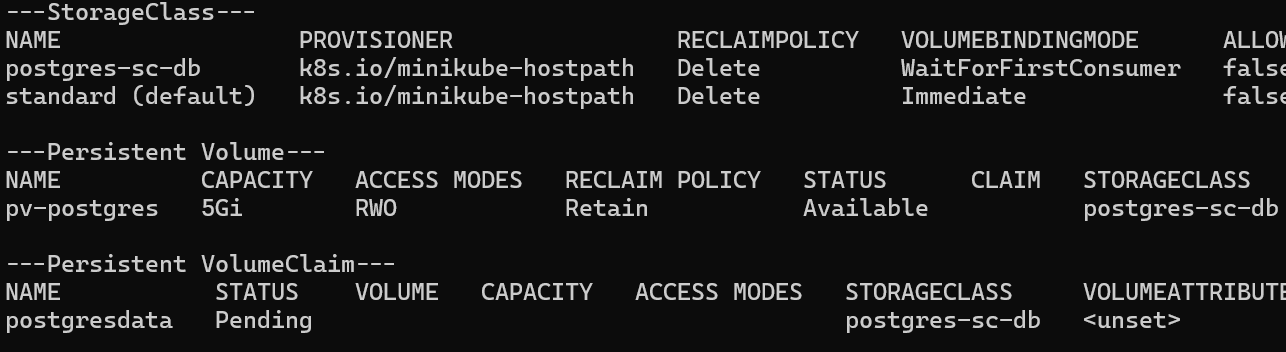 ---StorageClass---
NAME PROVISIONER RECLAIMPOLICY VOLUMEBINDINGMODE ALLOW
postgres-sc-db k8s.io/minikube-hostpath Delete WaitForFirstConsumer false
standard (default) k8s.io/minikube-hostpath Delete Immediate false
---Persistent Volume---
NAME CAPACITY ACCESS MODES RECLAIM POLICY STATUS CLAIM STORAGECLASS
pv-postgres 5Gi RWO Retain Available postgres-sc-db
---Persistent VolumeClaim---
NAME STATUS VOLUME CAPACITY ACCESS MODES STORAGECLASS VOLUMEATTRIBUTE
postgresdata Pending postgres-sc-db <unset>